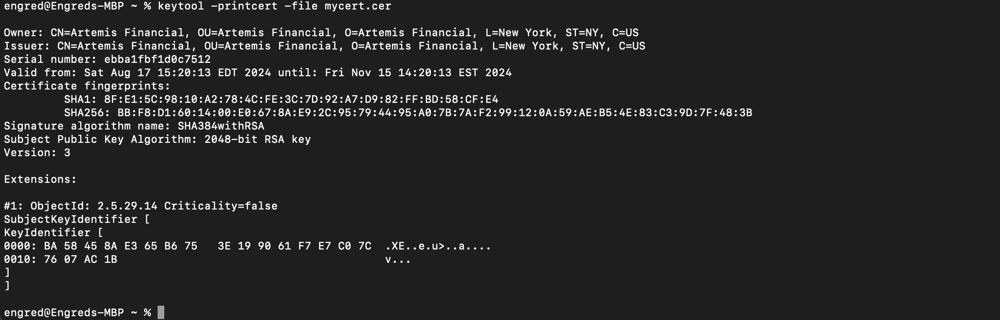 engred@Engreds-MBP ~ % keytool -printcert -file mycert.cer
Owner: CN=Artemis Financial, OU=Artemis Financial, O=Artemis Financial, L=New York, ST=NY, C=US
Issuer: CN=Artemis Financial, OU=Artemis Financial, O=Artemis Financial, L=New York, ST=NY, C=US
Serial number: ebba1fbf1d0c7512
Valid from: Sat Aug 17 15:20:13 EDT 2024 until: Fri Nov 15 14:20:13 EST 2024
Certificate fingerprints:
SHA1: 8F:E1:5C:98:10:A2:78:4C:FE:3C:7D:92:A7:D9:82:FF:BD:58:CF:E4
SHA256: BB:F8:D1:60:14:00:E0:67:8A:E9:2C:95:79:44:95:A0:7B:7A:F2:99:12:0A:59:AE:B5:4E:83:C3:9D:7F:48:3B
Signature algorithm name: SHA384withRSA
Subject Public Key Algorithm: 2048-bit RSA key
Version: 3
Extensions:
#1: ObjectId: 2.5.29.14 Criticality=false
SubjectKeyIdentifier [
KeyIdentifier [
0000: BA 58 45 8A E3 65 B6 75   3E 19 90 61 F7 E7 C0 7C  .XE..e.u>..a....
0010: 76 07 AC 1B                                        v...
]
]
engred@Engreds-MBP ~ %